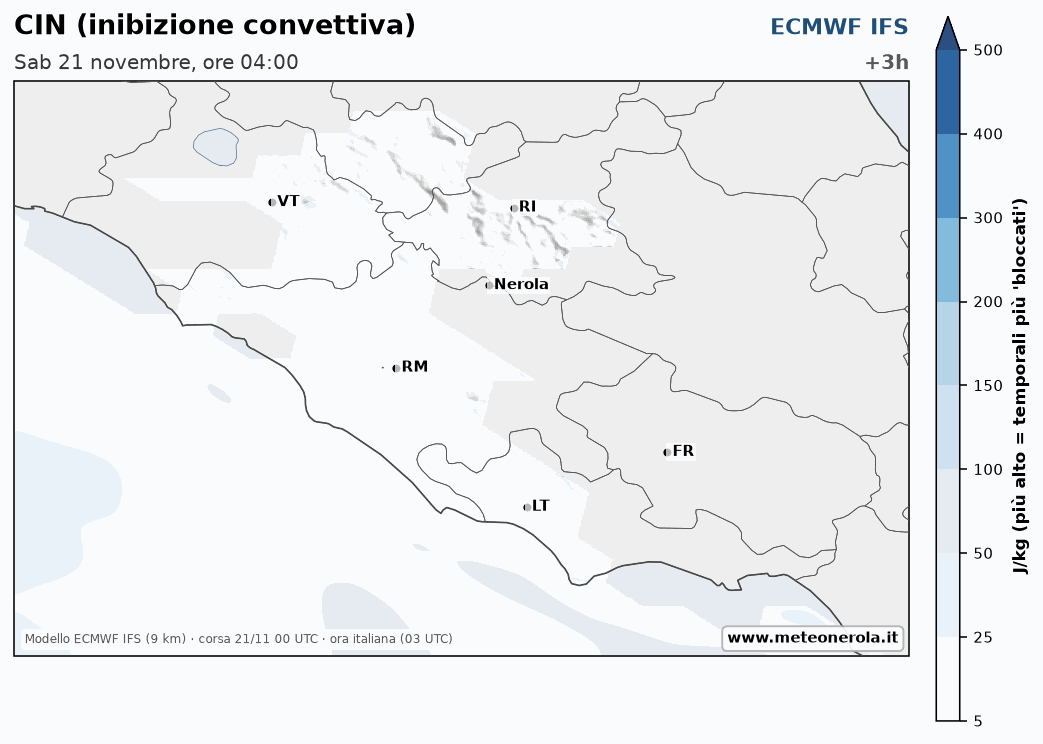 CIN (inibizione convettiva)
ECMWF IFS
Sab 21 novembre, ore 04:00
+3h
VT
RI
Nerola
RM
FR
LT
Modello ECMWF IFS (9 km) · corsa 21/11 00 UTC · ora italiana (03 UTC)
www.meteonerola.it
500
400
300
200
150
100
50
25
5
J/kg (più alto = temporali più 'bloccati')